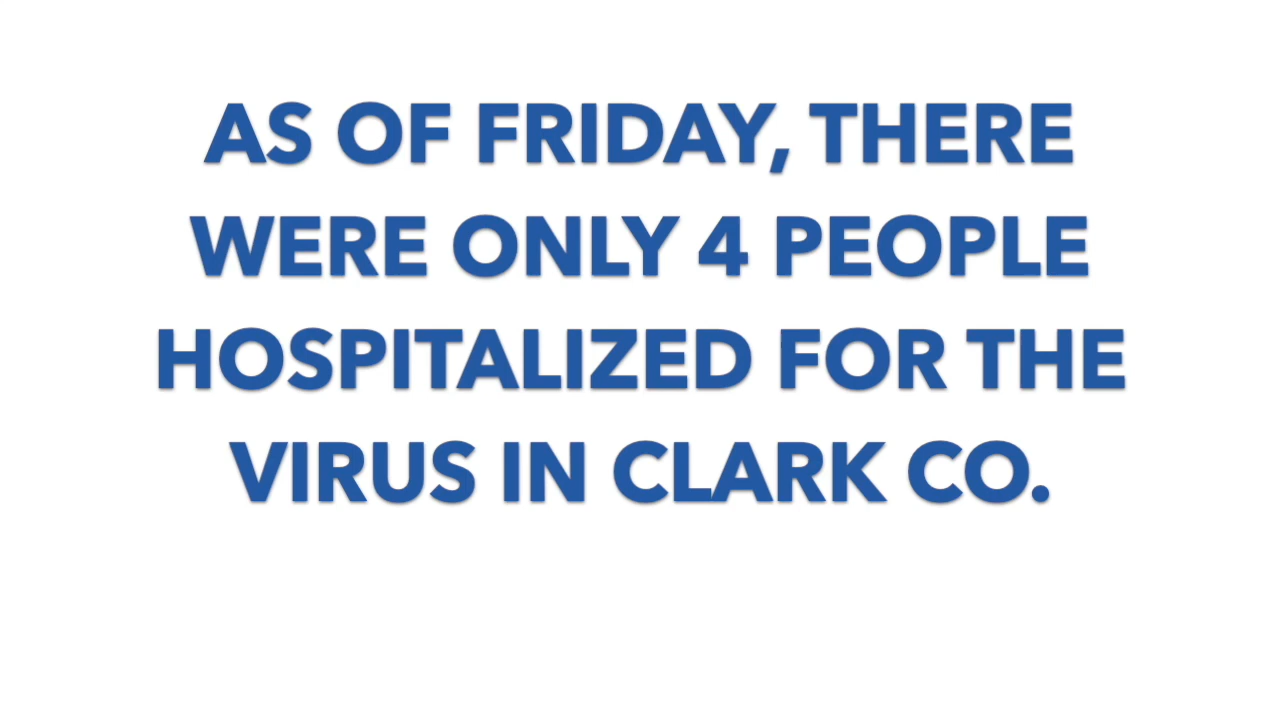 AS OF FRIDAY, THERE
WERE ONLY 4 PEOPLE
HOSPITALIZED FOR THE
VIRUS IN CLARK CO.